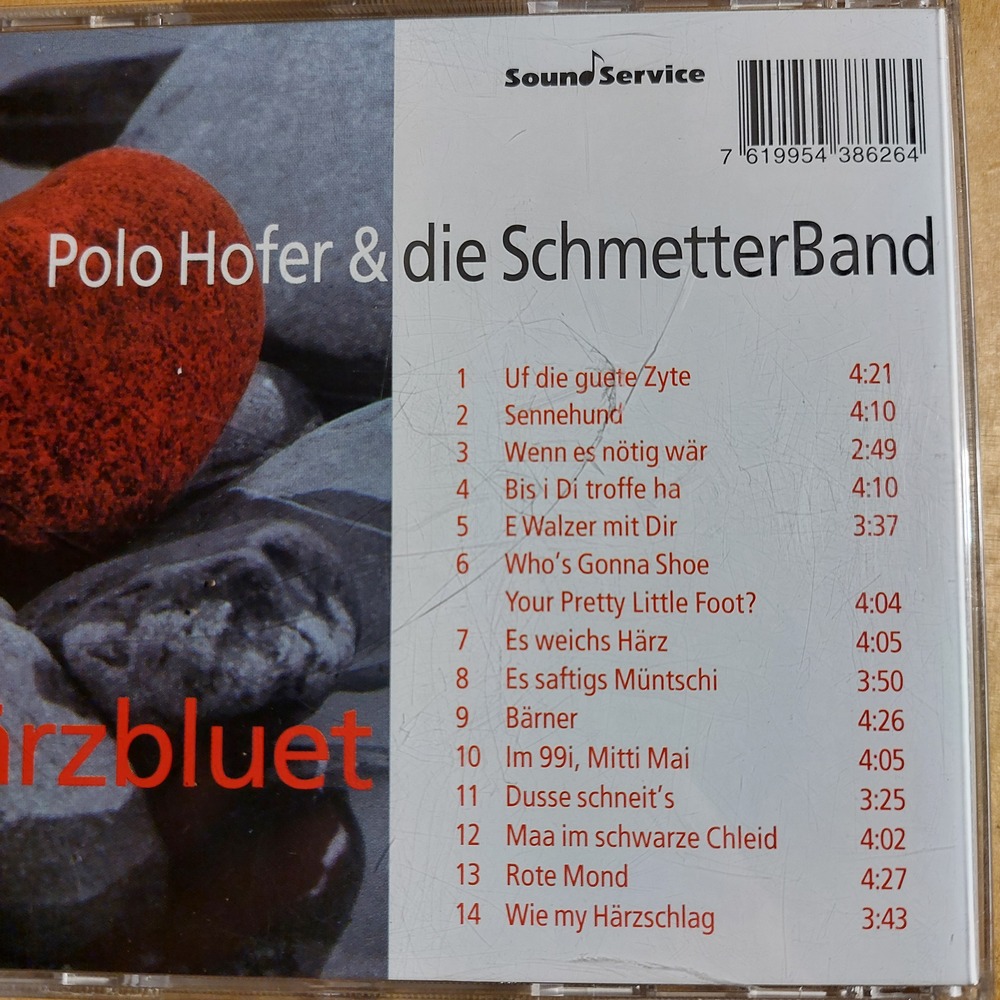 Sound Service
7 619954 386264
Polo Hofer & die SchmetterBand
1 Uf die guete Zyte 4:21
2 Sennehund 4:10
3 Wenn es nötig wär 2:49
4 Bis i Di troffe ha 4:10
5 E Walzer mit Dir 3:37
6 Who's Gonna Shoe
Your Pretty Little Foot? 4:04
7 Es weichs Härz 4:05
8 Es saftigs Müntschi 3:50
9 Bärner 4:26
10 Im 99i, Mitti Mai 4:05
11 Dusse schneit's 3:25
12 Maa im schwarze Chleid 4:02
13 Rote Mond 4:27
14 Wie my Härzschlag 3:43
ärzbluet